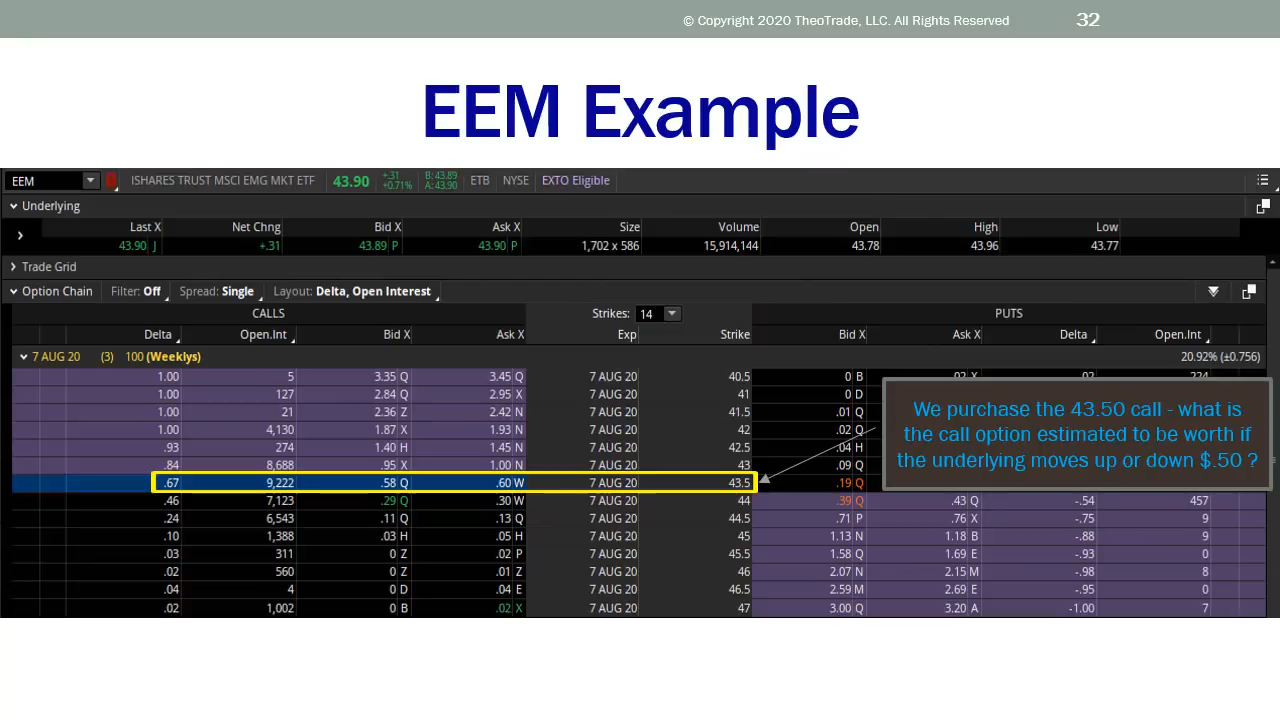 © Copyright 2020 TheoTrade, LLC. All Rights Reserved 32
EEM Example
EEM ISHARES TRUST MSCI EMG MKT ETF 43.90 +.31 +0.71% B: 43.89 A: 43.90 ETB NYSE EXTO Eligible
Underlying
Last X Net Chng Bid X Ask X Size Volume Open High Low
43.90 J +.31 43.89 P 43.90 P 1,702 x 586 15,914,144 43.78 43.96 43.77
Trade Grid
Option Chain Filter: Off Spread: Single Layout: Delta, Open Interest
CALLS Strikes: 14 PUTS
Delta Open.Int Bid X Ask X Exp Strike Bid X Ask X Delta Open.Int
7 AUG 20 (3) 100 (Weeklys) 20.92% (±0.756)
1.00 5 3.35 Q 3.45 Q 7 AUG 20 40.5 0 B .02 X .02 224
1.00 127 2.84 Q 2.95 X 7 AUG 20 41 0 D
1.00 21 2.36 Z 2.42 N 7 AUG 20 41.5 .01 Q
1.00 4,130 1.87 X 1.93 N 7 AUG 20 42 .02 Q
.93 274 1.40 H 1.45 N 7 AUG 20 42.5 .04 H
.84 8,688 .95 X 1.00 N 7 AUG 20 43 .09 Q
.67 9,222 .58 Q .60 W 7 AUG 20 43.5 .19 Q
.46 7,123 .29 Q .30 W 7 AUG 20 44 .39 Q .43 Q -.54 457
.24 6,543 .11 Q .13 Q 7 AUG 20 44.5 .71 P .76 X -.75 9
.10 1,388 .03 H .05 H 7 AUG 20 45 1.13 N 1.18 B -.88 9
.03 311 0 Z .02 P 7 AUG 20 45.5 1.58 Q 1.69 E -.93 0
.02 560 0 Z .01 Z 7 AUG 20 46 2.07 N 2.15 M -.98 8
.04 4 0 D .04 E 7 AUG 20 46.5 2.59 M 2.69 E -.95 0
.02 1,002 0 B .02 X 7 AUG 20 47 3.00 Q 3.20 A -1.00 7
We purchase the 43.50 call - what is
the call option estimated to be worth if
the underlying moves up or down $.50 ?